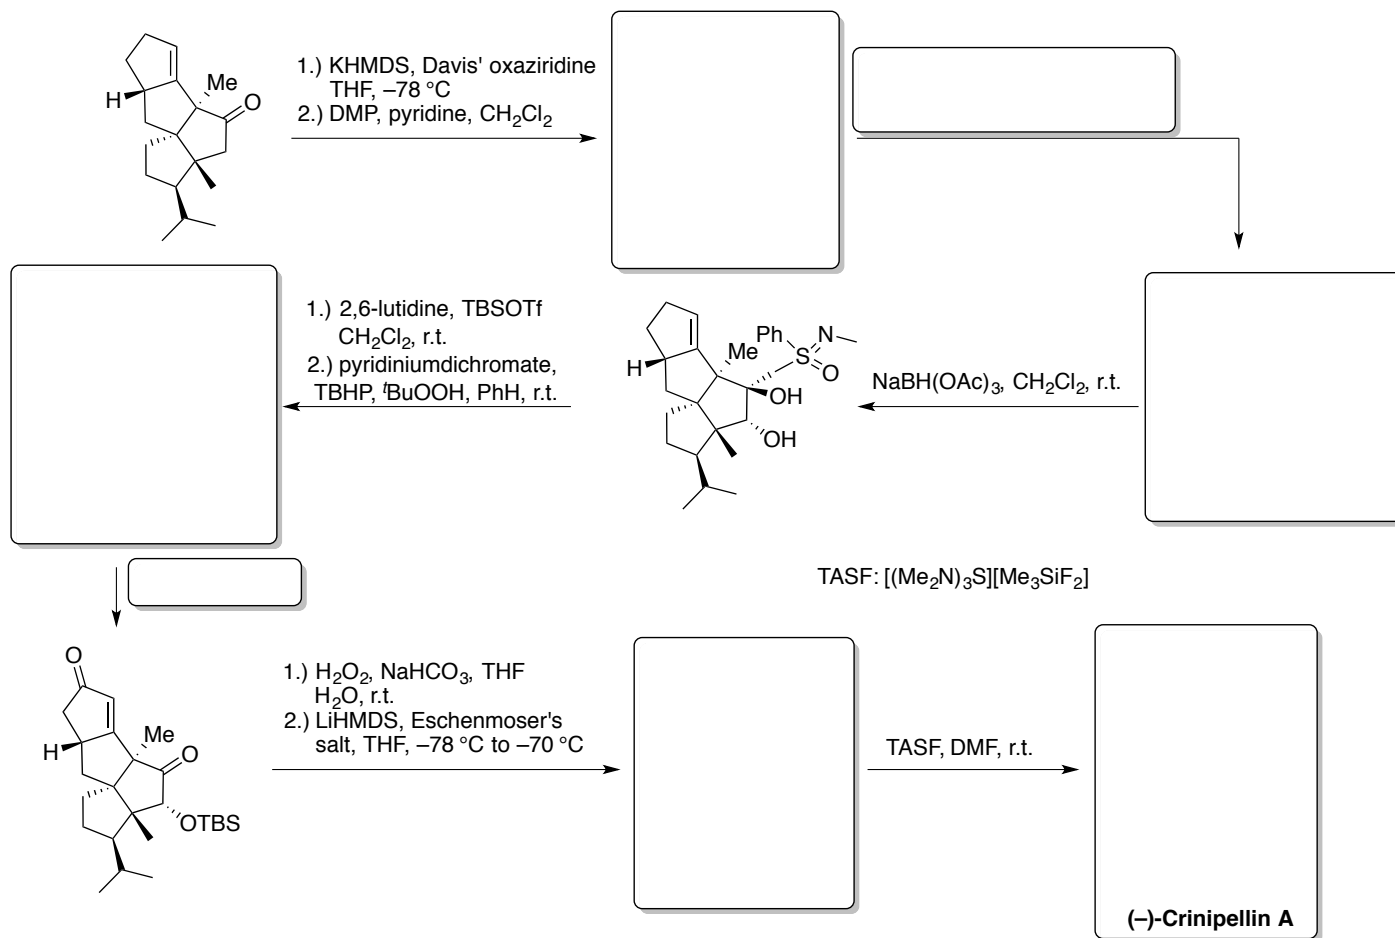 1.) KHMDS, Davis' oxaziridine
THF, –78 °C
2.) DMP, pyridine, CH₂Cl₂
H
Me
O
1.) 2,6-lutidine, TBSOTf
CH₂Cl₂, r.t.
2.) pyridiniumdichromate,
TBHP, ᵗBuOOH, PhH, r.t.
Ph
N
S
O
Me
H
OH
OH
NaBH(OAc)₃, CH₂Cl₂, r.t.
TASF: [(Me₂N)₃S][Me₃SiF₂]
O
Me
O
H
OTBS
1.) H₂O₂, NaHCO₃, THF
H₂O, r.t.
2.) LiHMDS, Eschenmoser's
salt, THF, –78 °C to –70 °C
TASF, DMF, r.t.
(–)-Crinipellin A